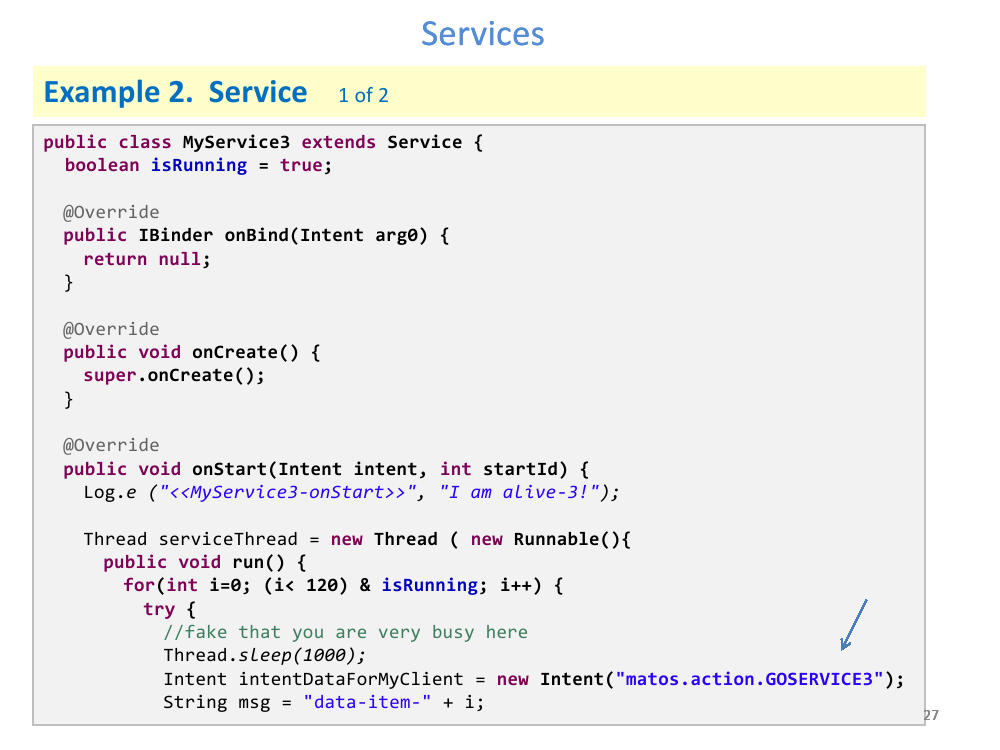 Services
Example 2. Service 1 of 2
public class MyService3 extends Service {
boolean isRunning = true;
@Override
public IBinder onBind(Intent arg0) {
return null;
}
@Override
public void onCreate() {
super.onCreate();
}
@Override
public void onStart(Intent intent, int startId) {
Log.e ("<<MyService3-onStart>>", "I am alive-3!");
Thread serviceThread = new Thread ( new Runnable(){
public void run() {
for(int i=0; (i< 120) & isRunning; i++) {
try {
//fake that you are very busy here
Thread.sleep(1000);
Intent intentDataForMyClient = new Intent("matos.action.GOSERVICE3");
String msg = "data-item-" + i;
27